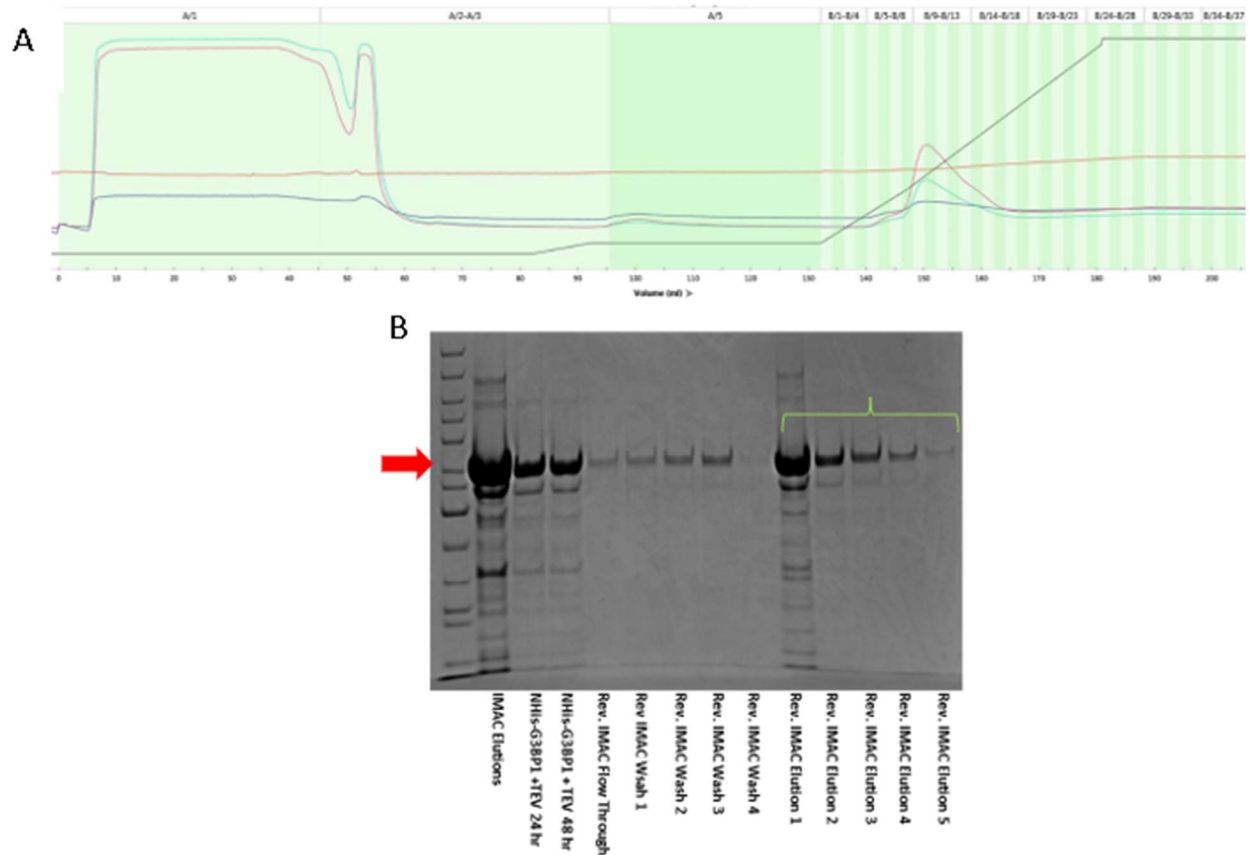 A
A/1 A/2-A/3 A/5 B/1-B/4 B/5-B/8 B/9-B/13 B/14-B/18 B/19-B/23 B/24-B/28 B/29-B/33 B/34-B/37
0 10 20 30 40 50 60 70 80 90 100 110 120 130 140 150 160 170 180 190 200
Volume (ml) >
B
IMAC Elutions
NHis-G3BP1 +TEV 24 hr
NHis-G3BP1 + TEV 48 hr
Rev. IMAC Flow Through
Rev IMAC Wsah 1
Rev. IMAC Wash 2
Rev. IMAC Wash 3
Rev. IMAC Wash 4
Rev. IMAC Elution 1
Rev. IMAC Elution 2
Rev. IMAC Elution 3
Rev. IMAC Elution 4
Rev. IMAC Elution 5